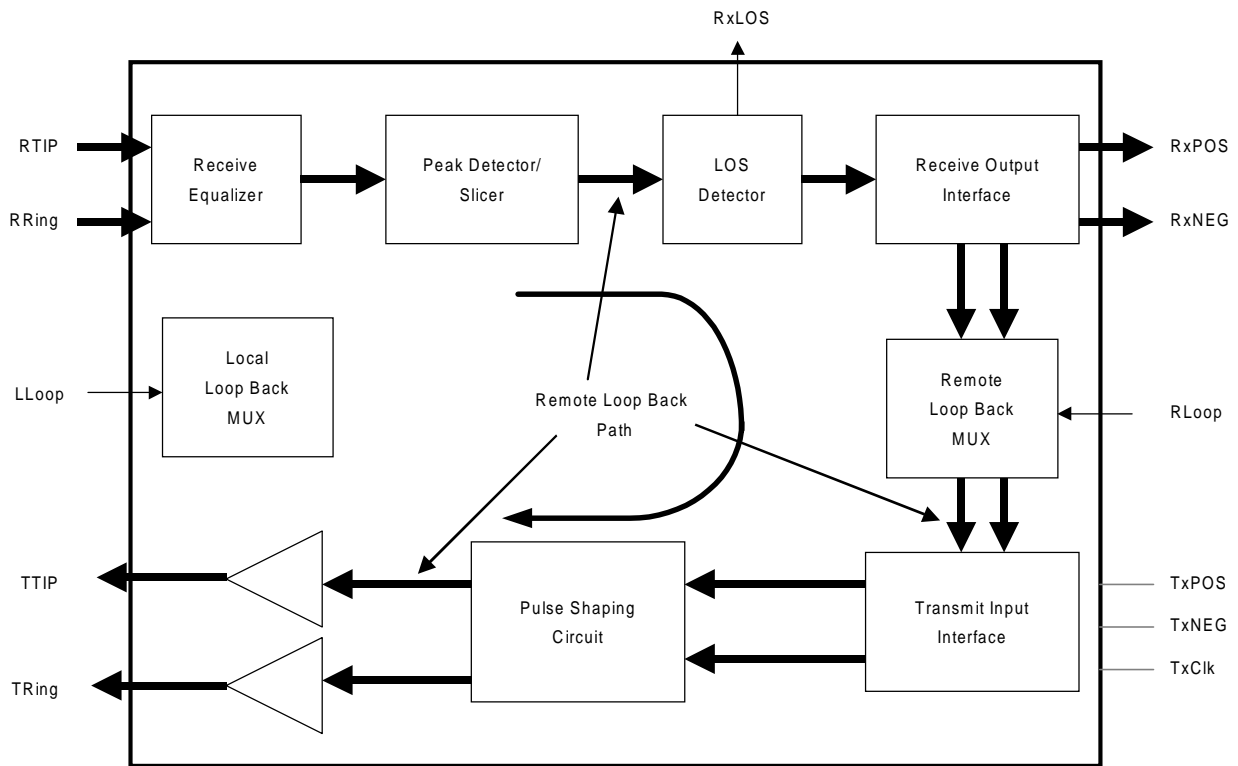 RxLOS
RTIP
RRing
Receive
Equalizer
Peak Detector/
Slicer
LOS
Detector
Receive Output
Interface
RxPOS
RxNEG
LLoop
Local
Loop Back
MUX
Remote Loop Back
Path
Remote
Loop Back
MUX
RLoop
TTIP
TRing
Pulse Shaping
Circuit
Transmit Input
Interface
TxPOS
TxNEG
TxClk